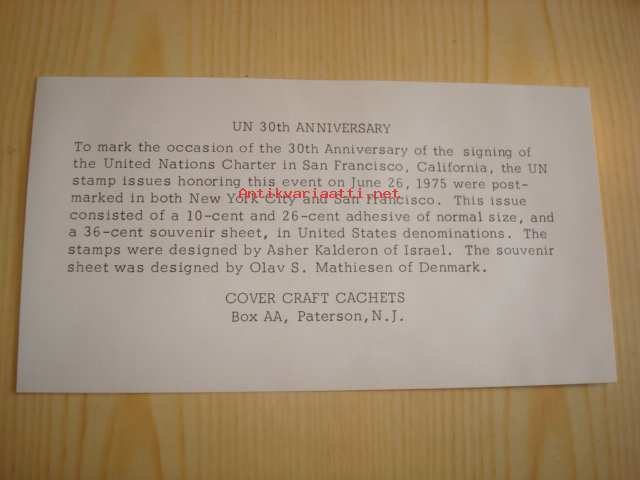 UN 30th ANNIVERSARY
To mark the occasion of the 30th Anniversary of the signing of
the United Nations Charter in San Francisco, California, the UN
stamp issues honoring this event on June 26, 1975 were post-
Antikvariaatti.net
marked in both New York City and San Francisco. This issue
consisted of a 10-cent and 26-cent adhesive of normal size, and
a 36-cent souvenir sheet, in United States denominations. The
stamps were designed by Asher Kalderon of Israel. The souvenir
sheet was designed by Olav S. Mathiesen of Denmark.
COVER CRAFT CACHETS
Box AA, Paterson, N.J.